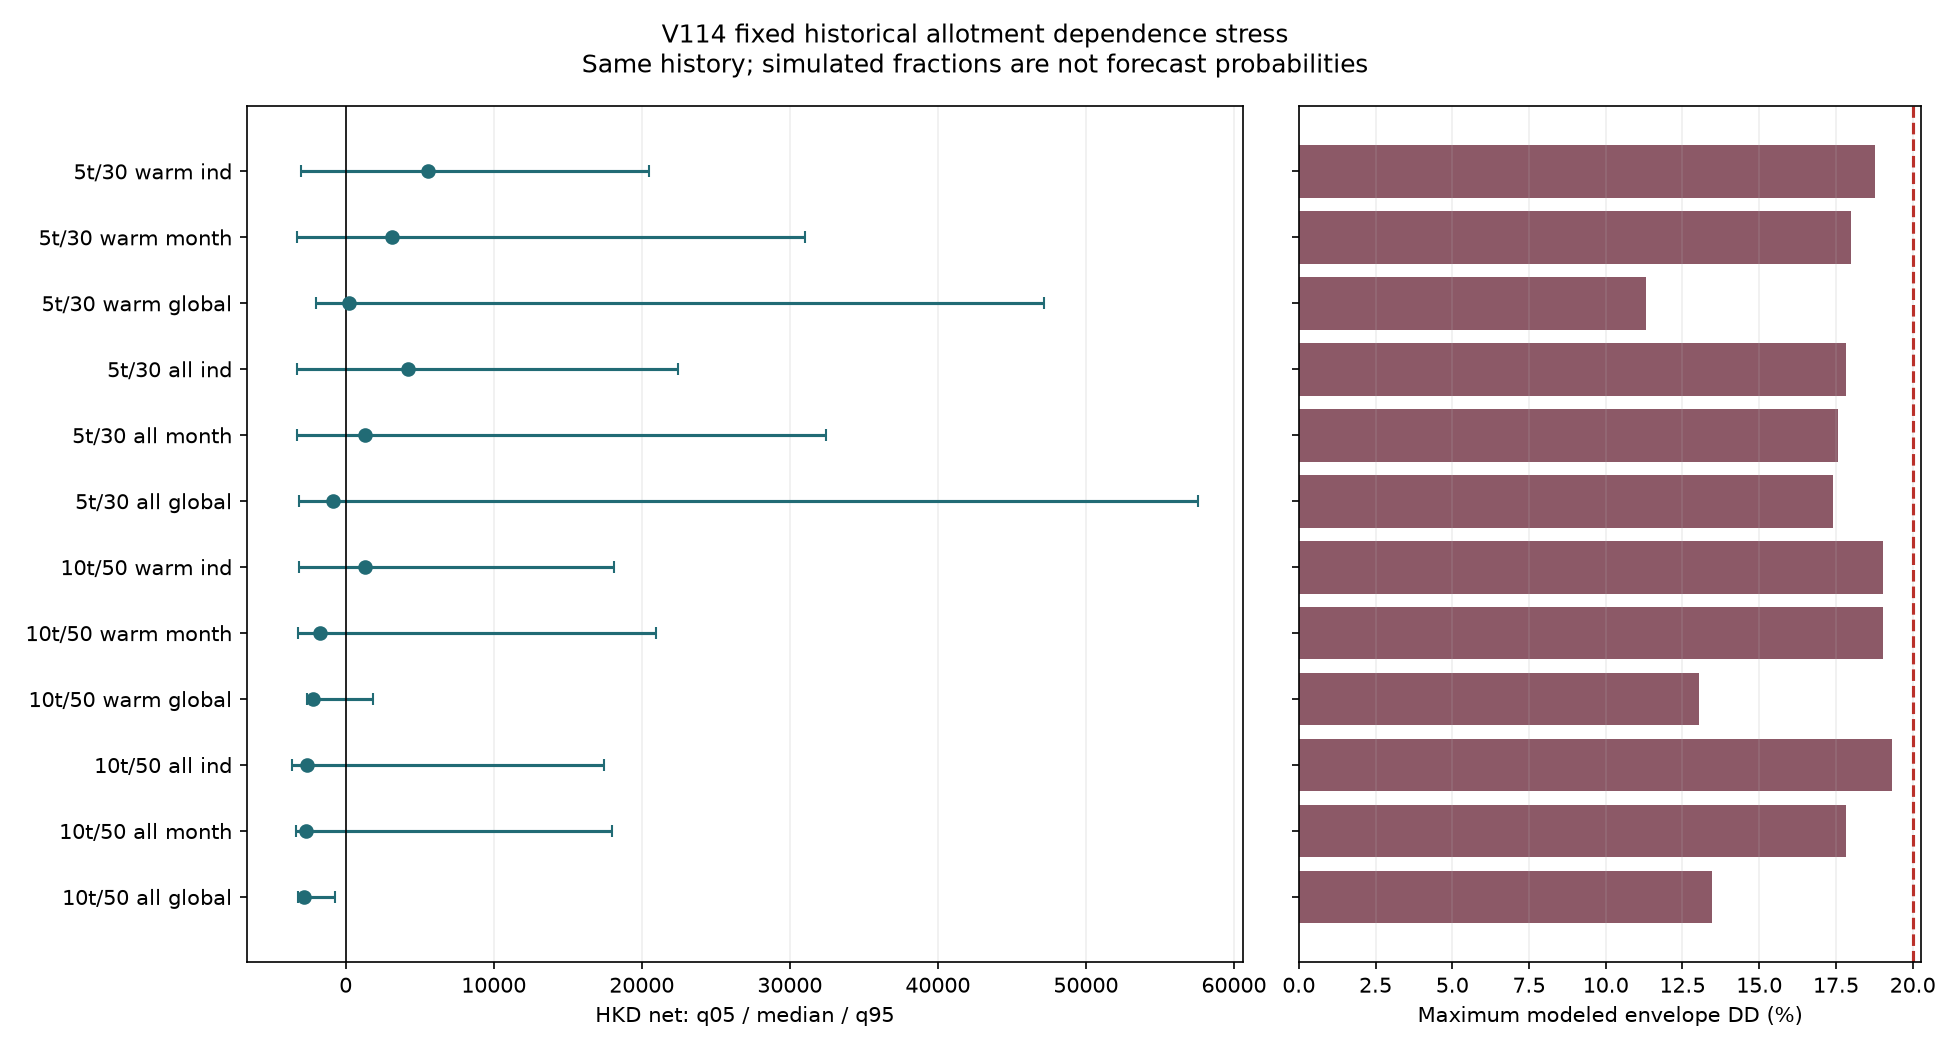 V114 fixed historical allotment dependence stress
Same history; simulated fractions are not forecast probabilities
5t/30 warm ind
5t/30 warm month
5t/30 warm global
5t/30 all ind
5t/30 all month
5t/30 all global
10t/50 warm ind
10t/50 warm month
10t/50 warm global
10t/50 all ind
10t/50 all month
10t/50 all global
0 10000 20000 30000 40000 50000 60000
HKD net: q05 / median / q95
0.0 2.5 5.0 7.5 10.0 12.5 15.0 17.5 20.0
Maximum modeled envelope DD (%)